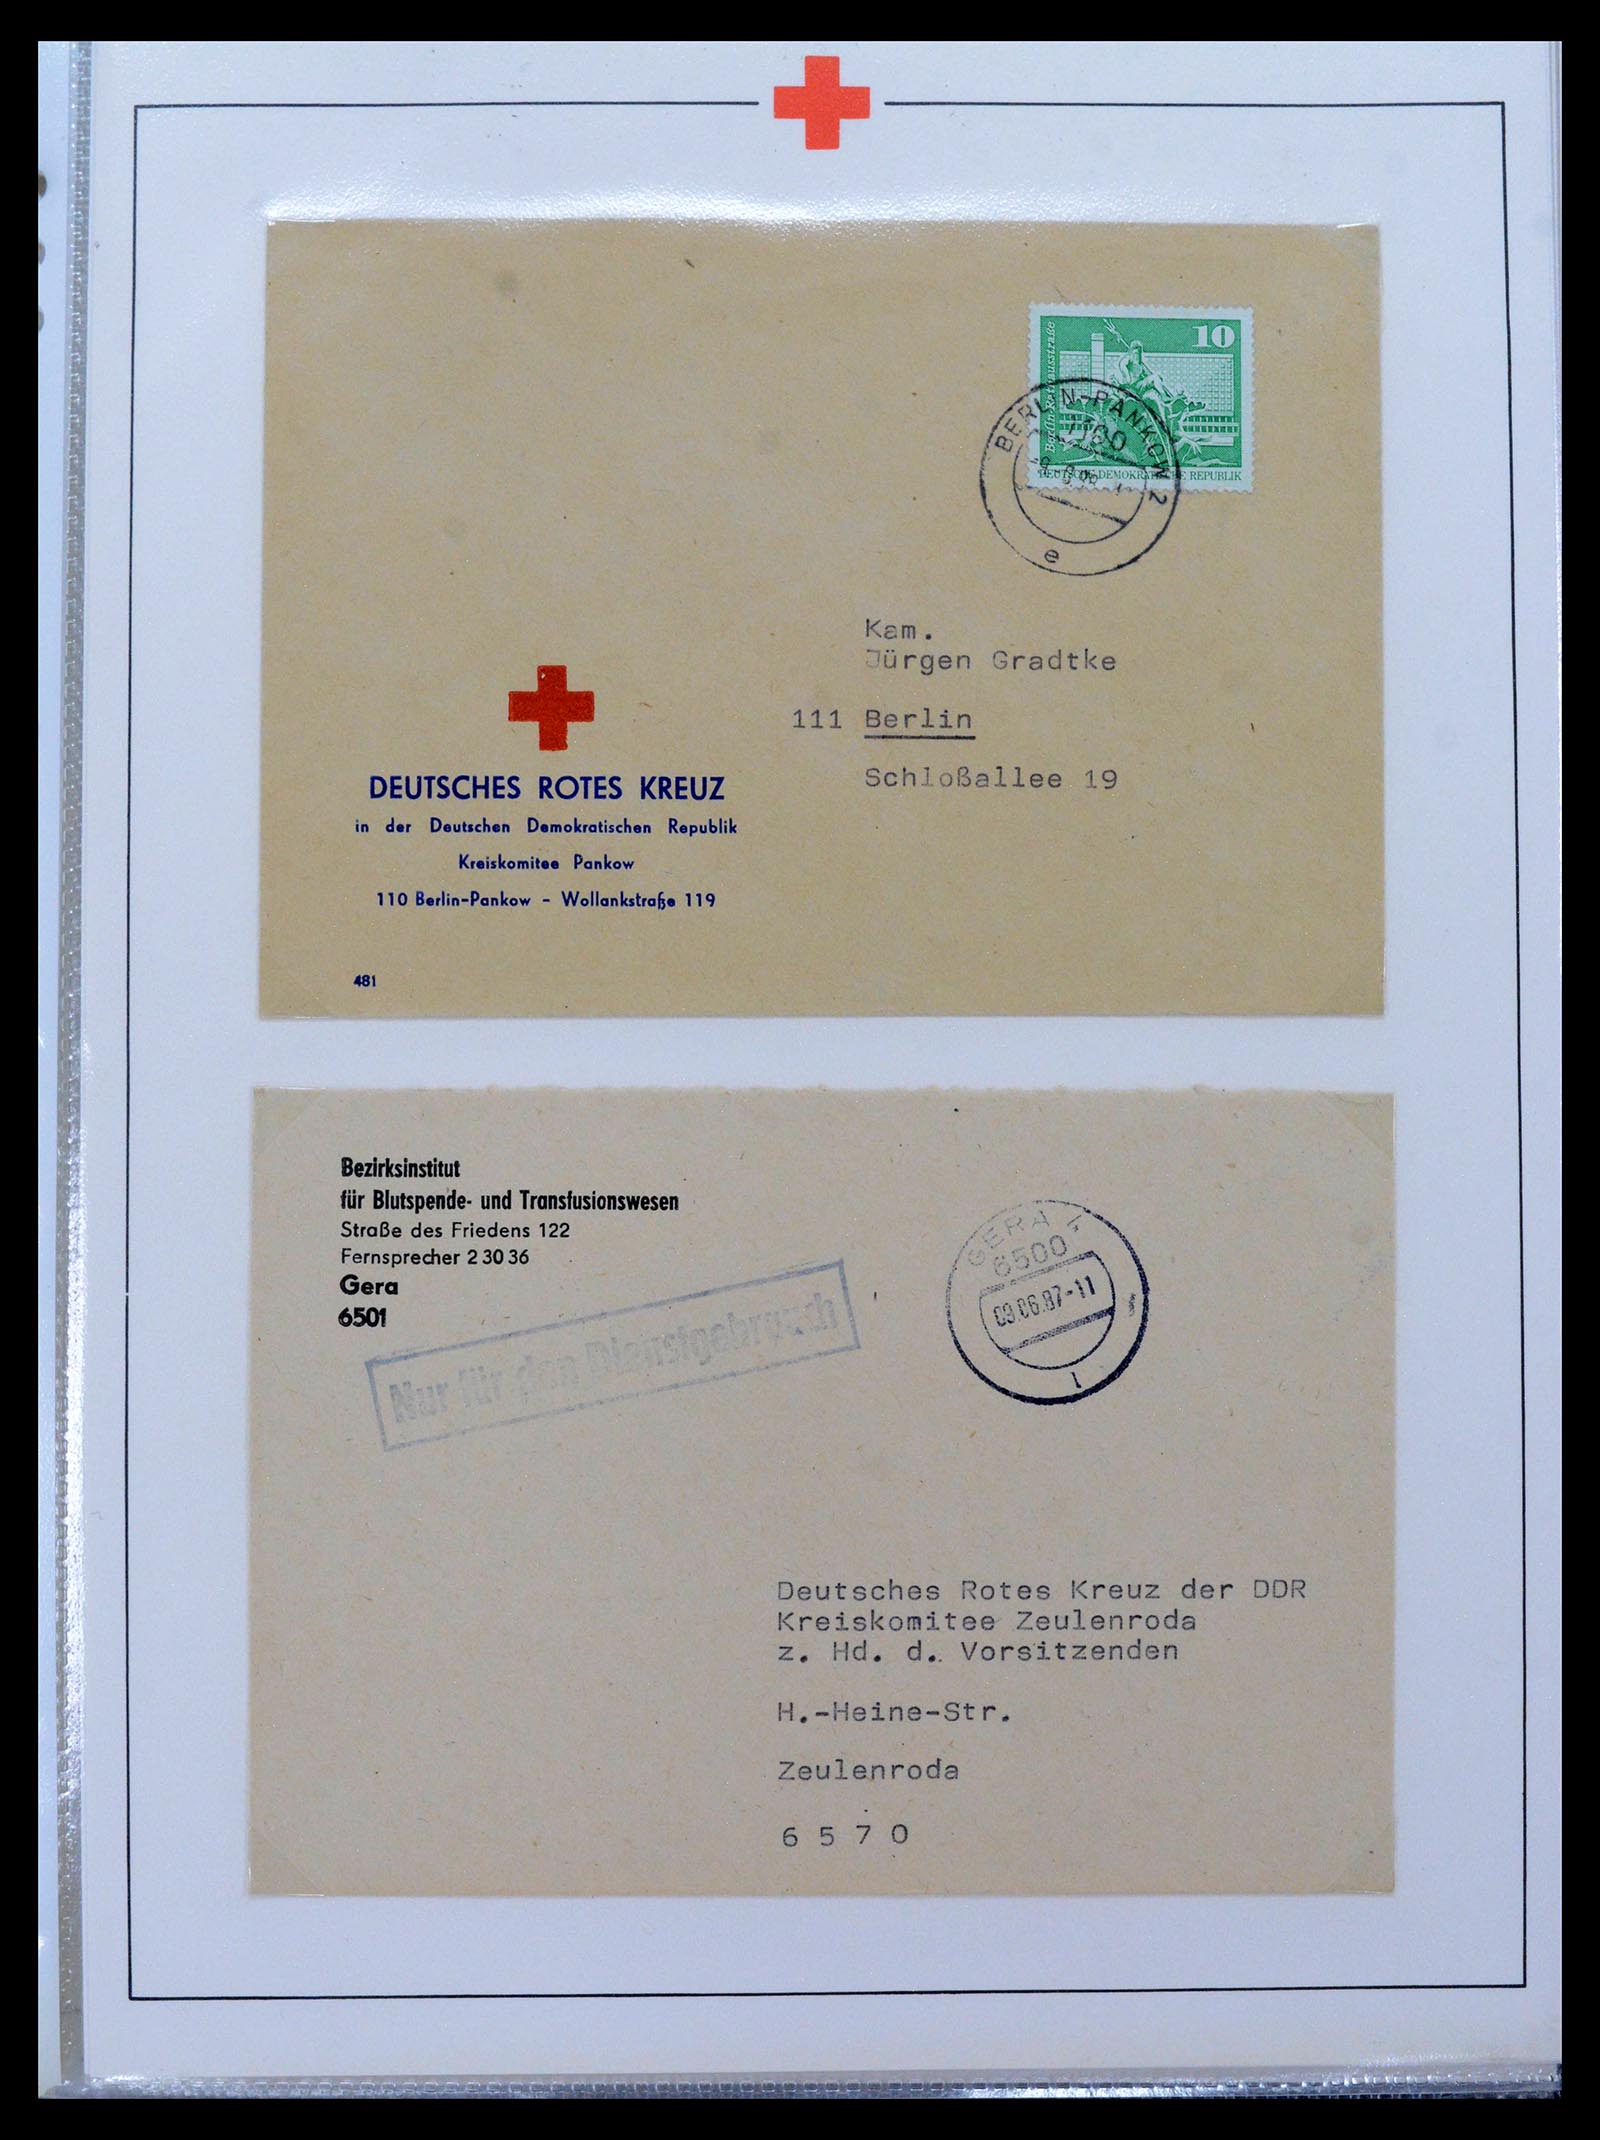 10
Berlin Rathausstraße
DEUTSCHE DEMOKRATISCHE REPUBLIK
BERLIN-PANKOW 2
e
Kam.
Jürgen Gradtke
111 Berlin
Schloßallee 19
DEUTSCHES ROTES KREUZ
in der Deutschen Demokratischen Republik
Kreiskomitee Pankow
110 Berlin-Pankow - Wollankstraße 119
481
Bezirksinstitut
für Blutspende- und Transfusionswesen
Straße des Friedens 122
Fernsprecher 2 30 36
Gera
6501
Nur für den Dienstgebrauch
GERA
6500
09.06.87-11
Deutsches Rotes Kreuz der DDR
Kreiskomitee Zeulenroda
z. Hd. d. Vorsitzenden
H.-Heine-Str.
Zeulenroda
6 5 7 0